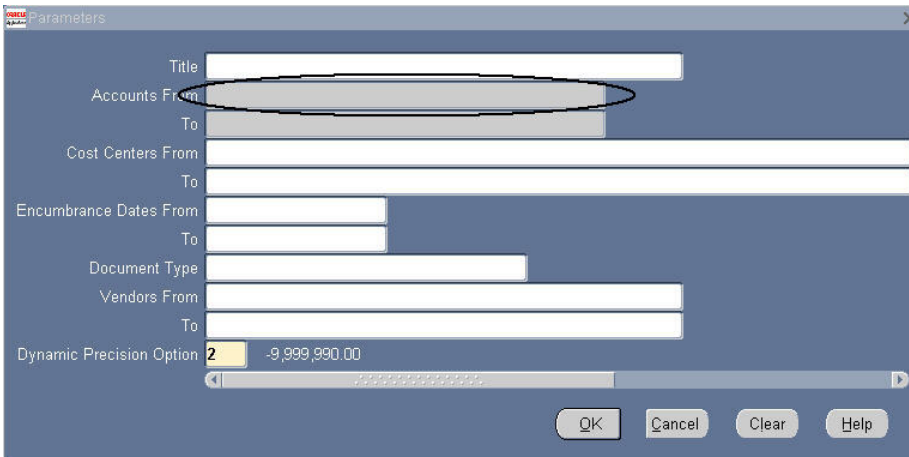 Parameters
Title
Accounts From
To
Cost Centers From
To
Encumbrance Dates From
To
Document Type
Vendors From
To
Dynamic Precision Option 2 -9,999,990.00
OK Cancel Clear Help